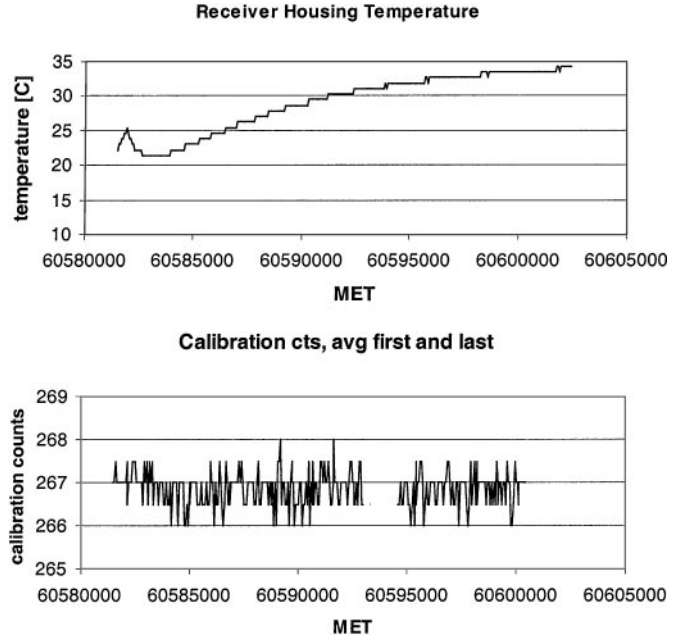 Receiver Housing Temperature
35
30
25
20
15
10
temperature [C]
60580000 60585000 60590000 60595000 60600000 60605000
MET
Calibration cts, avg first and last
269
268
267
266
265
calibration counts
60580000 60585000 60590000 60595000 60600000 60605000
MET